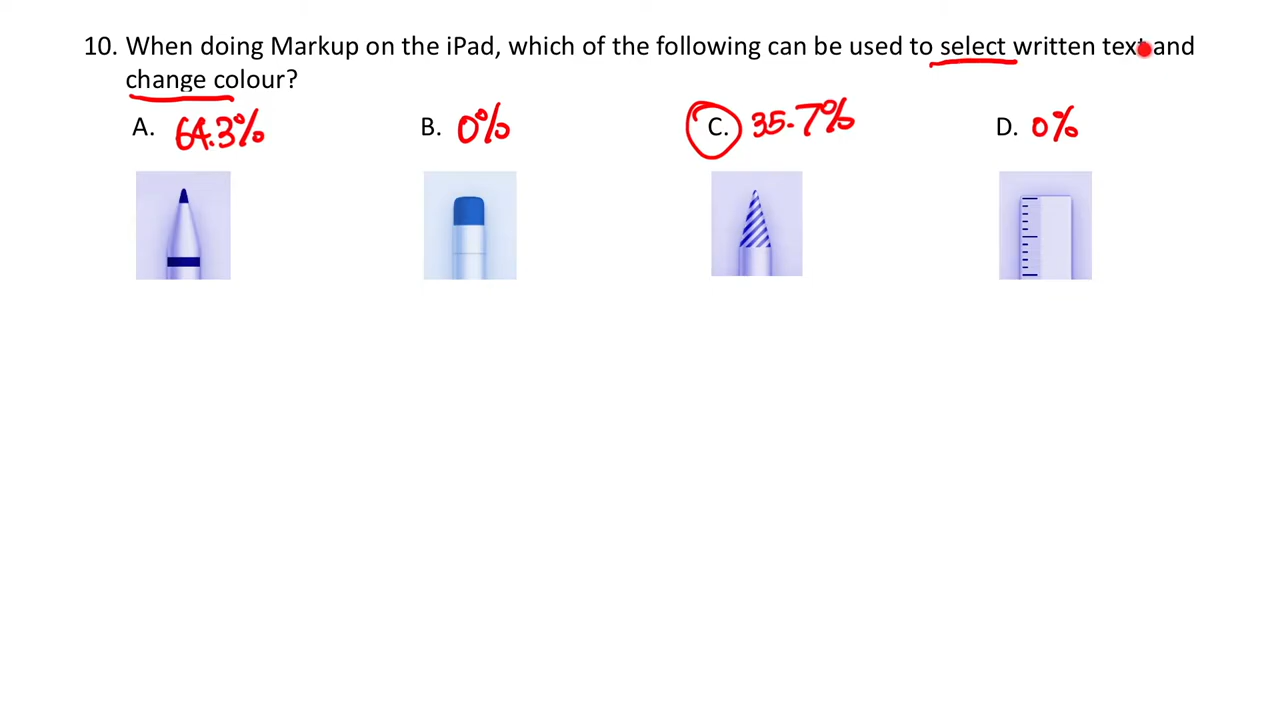 10. When doing Markup on the iPad, which of the following can be used to select written text and
change colour?
A. 64.3% B. 0% C. 35.7% D. 0%